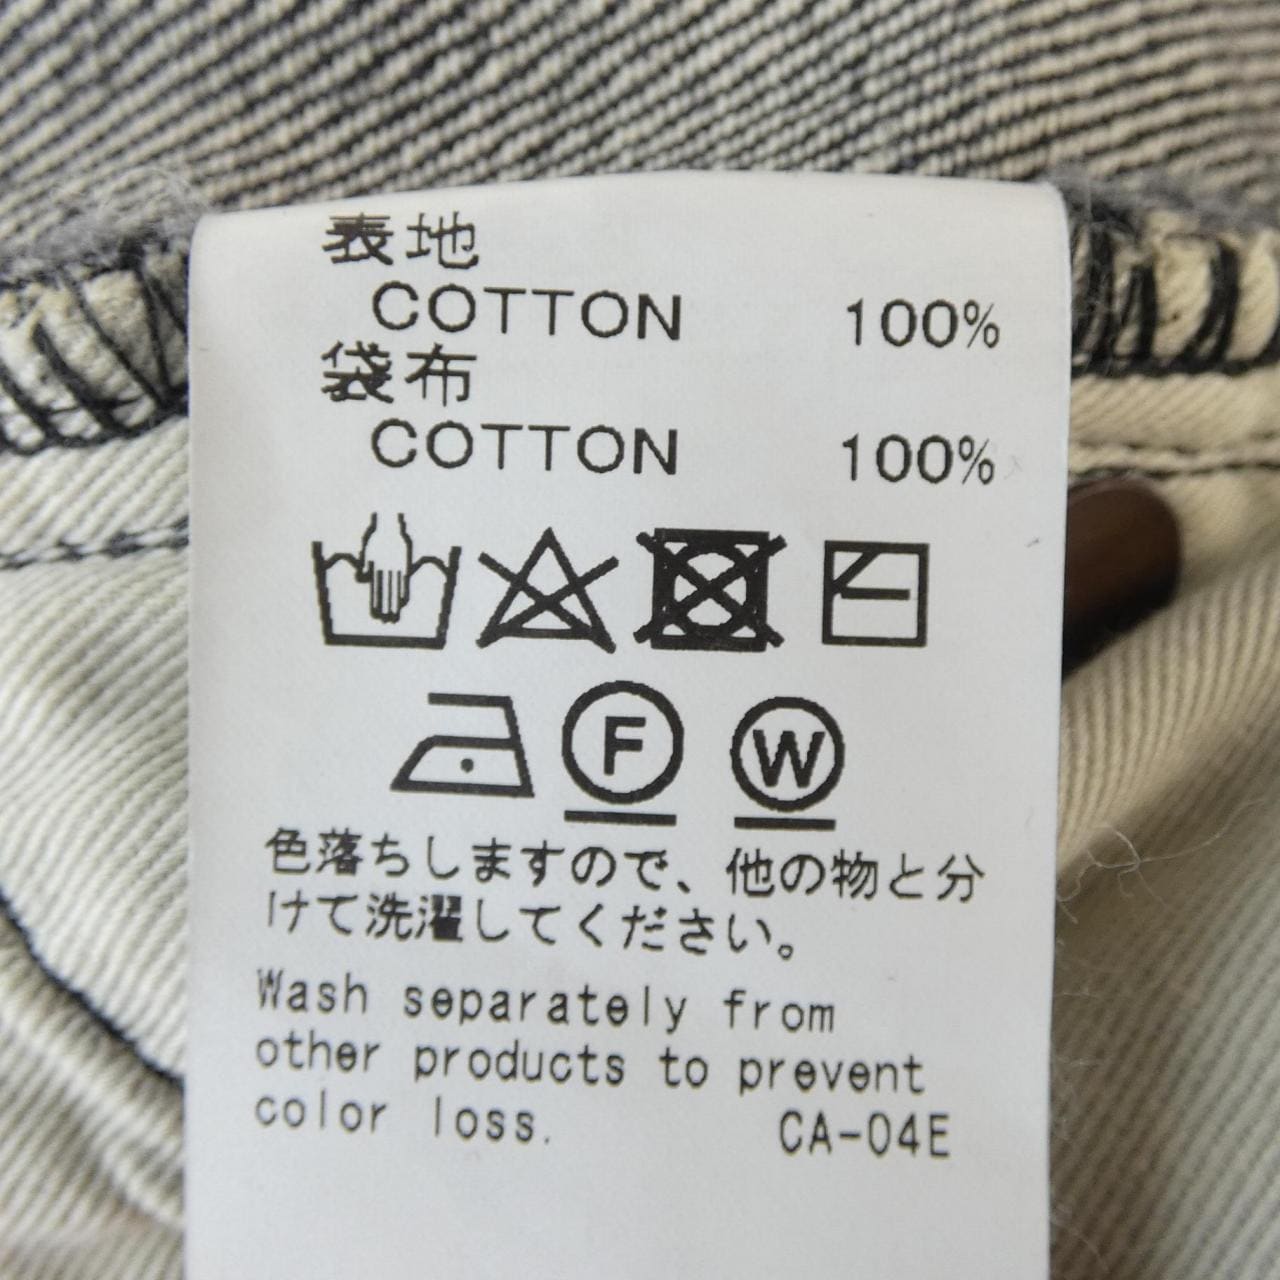 表地
COTTON 100%
袋布
COTTON 100%
F W
色落ちしますので、他の物と分
けて洗濯してください。
Wash separately from
other products to prevent
color loss. CA-04E